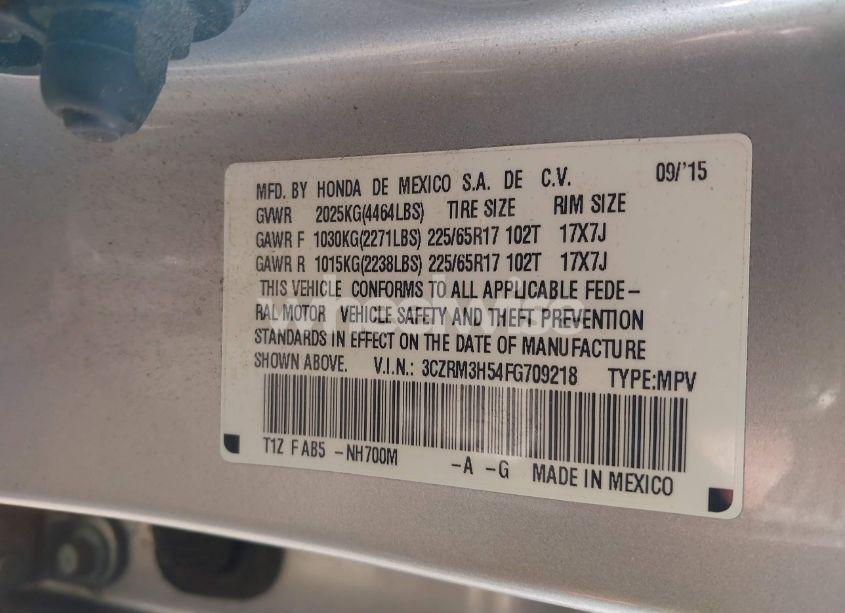 MFD. BY HONDA DE MEXICO S.A. DE C.V. 09/'15
GVWR 2025KG(4464LBS) TIRE SIZE RIM SIZE
GAWR F 1030KG(2271LBS) 225/65R17 102T 17X7J
GAWR R 1015KG(2238LBS) 225/65R17 102T 17X7J
THIS VEHICLE CONFORMS TO ALL APPLICABLE FEDE-
RAL MOTOR VEHICLE SAFETY AND THEFT PREVENTION
STANDARDS IN EFFECT ON THE DATE OF MANUFACTURE
SHOWN ABOVE. V.I.N.: 3CZRM3H54FG709218 TYPE:MPV
T1Z F AB5 -NH700M -A -G MADE IN MEXICO